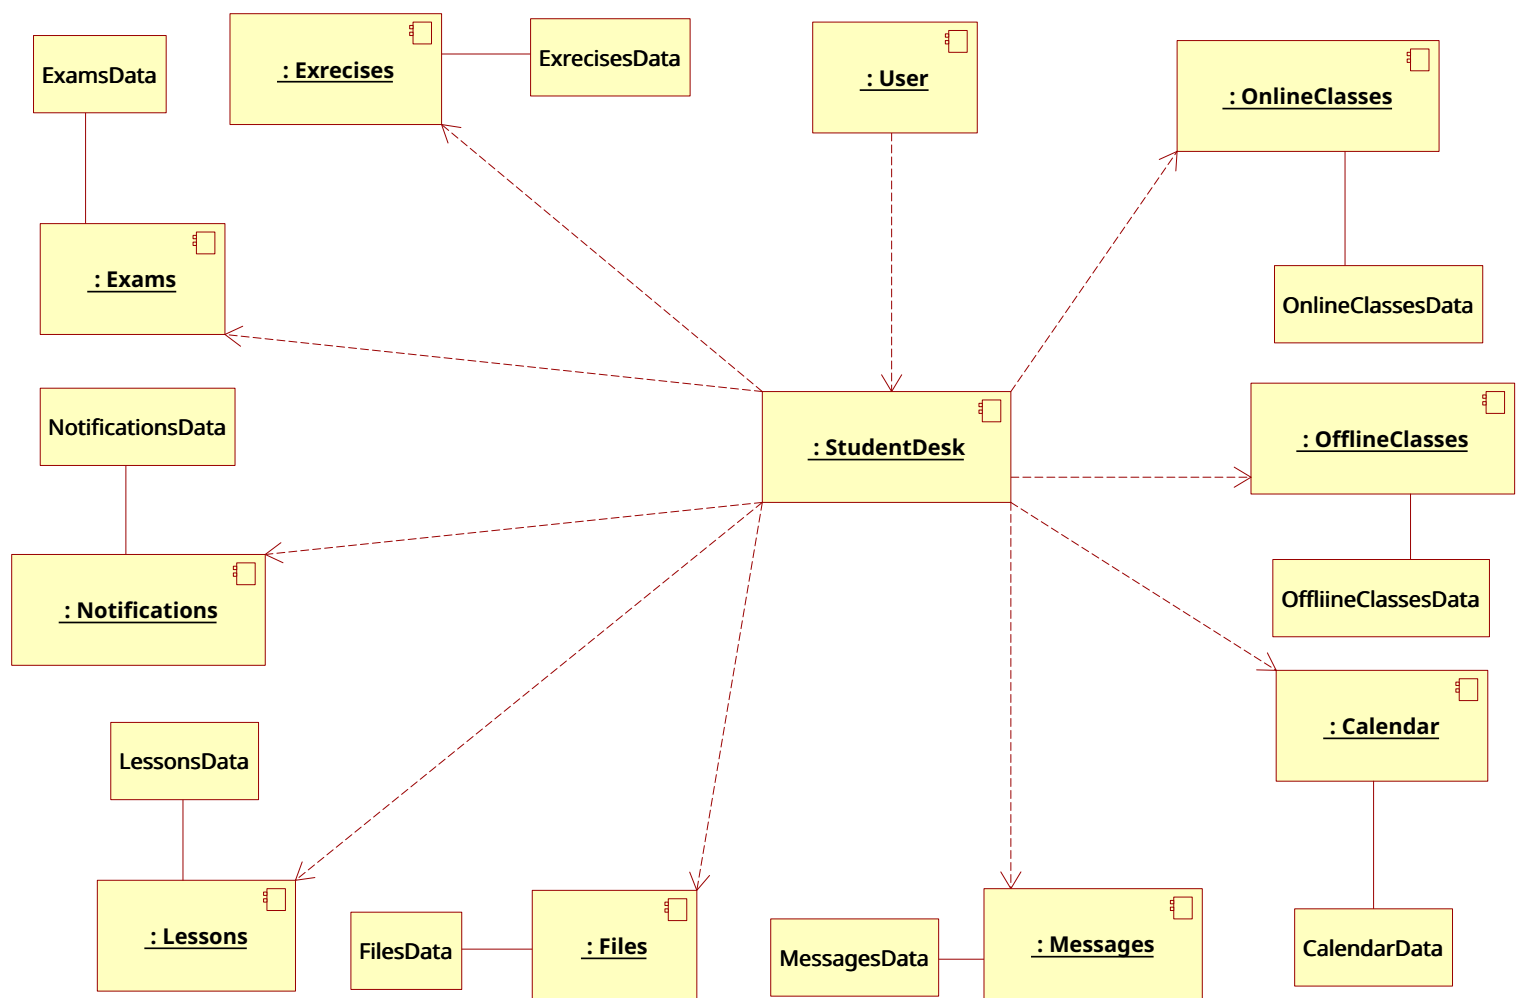 ExamsData
: Exrecises
ExrecisesData
: User
: OnlineClasses
: Exams
OnlineClassesData
NotificationsData
: StudentDesk
: OfflineClasses
: Notifications
OffliineClassesData
: Calendar
LessonsData
: Lessons
FilesData
: Files
MessagesData
: Messages
CalendarData